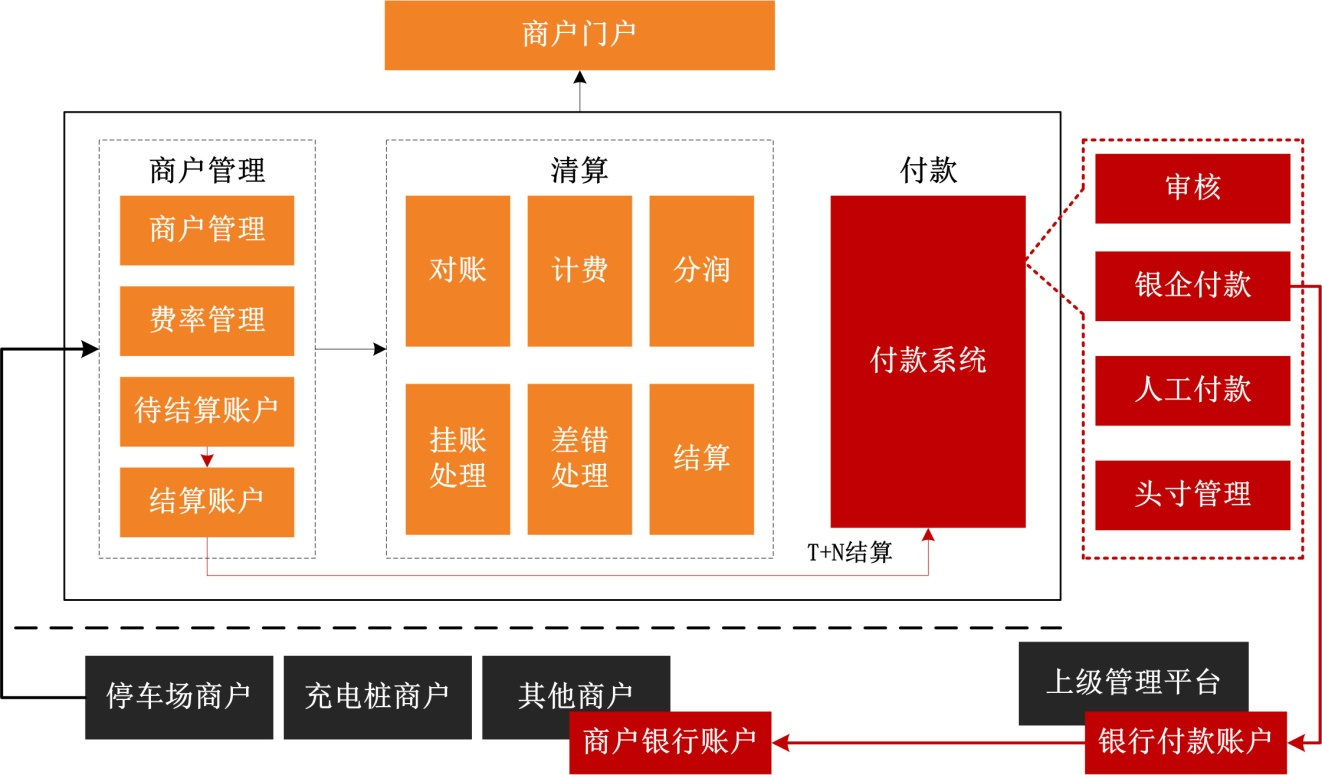 商户门户
商户管理
商户管理
费率管理
待结算账户
结算账户
清算
对账
计费
分润
挂账
处理
差错
处理
结算
付款
付款系统
T+N结算
审核
银企付款
人工付款
头寸管理
停车场商户
充电桩商户
其他商户
商户银行账户
上级管理平台
银行付款账户